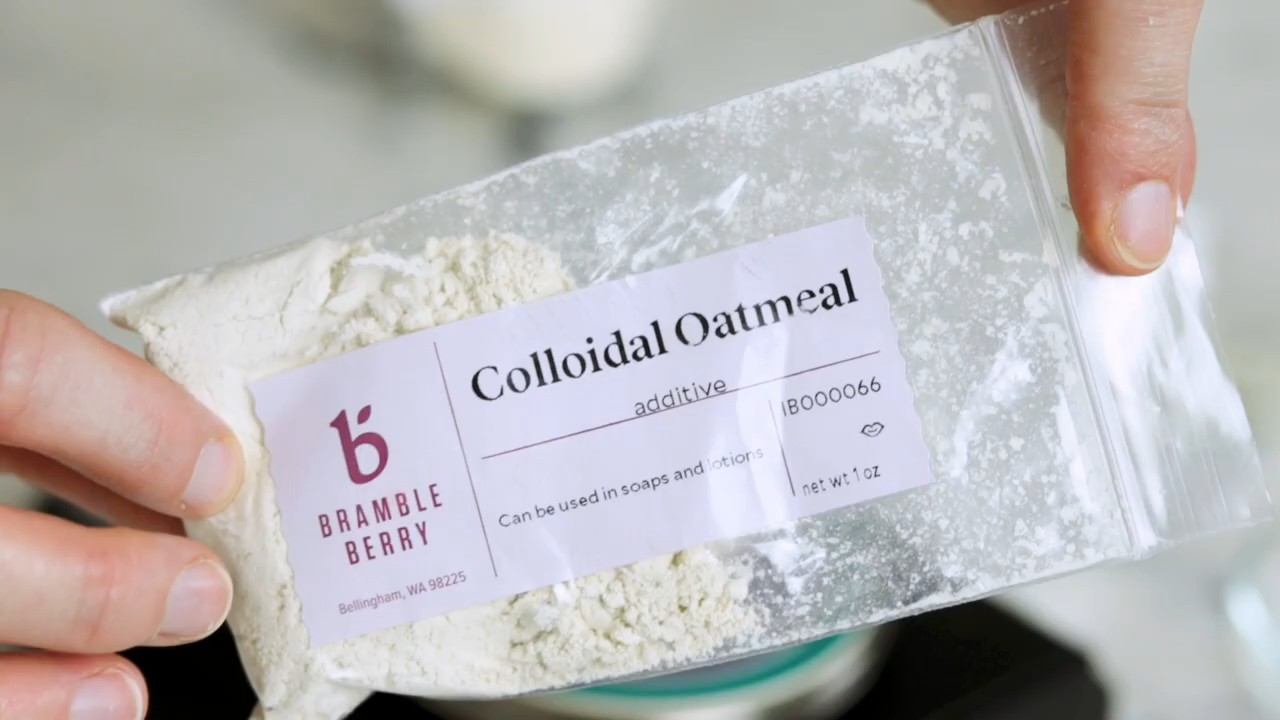 Colloidal Oatmeal
additive
Can be used in soaps and lotions
IB000066
net wt 1 oz
b
BRAMBLE
BERRY
Bellingham, WA 98225